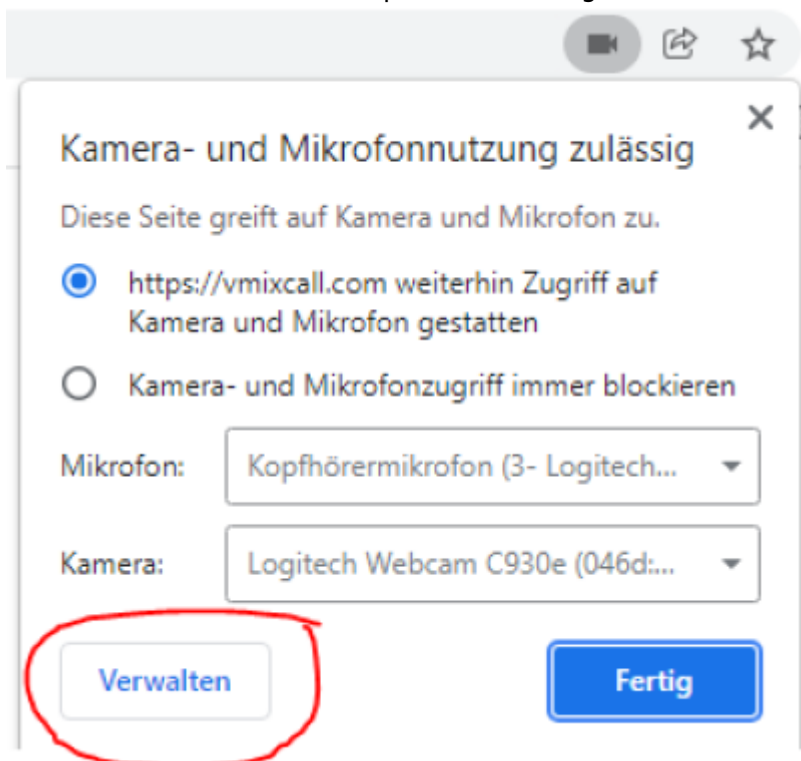 Kamera- und Mikrofonnutzung zulässig
Diese Seite greift auf Kamera und Mikrofon zu.
https://vmixcall.com weiterhin Zugriff auf
Kamera und Mikrofon gestatten
Kamera- und Mikrofonzugriff immer blockieren
Mikrofon: Kopfhörermikrofon (3- Logitech...
Kamera: Logitech Webcam C930e (046d:...
Verwalten Fertig